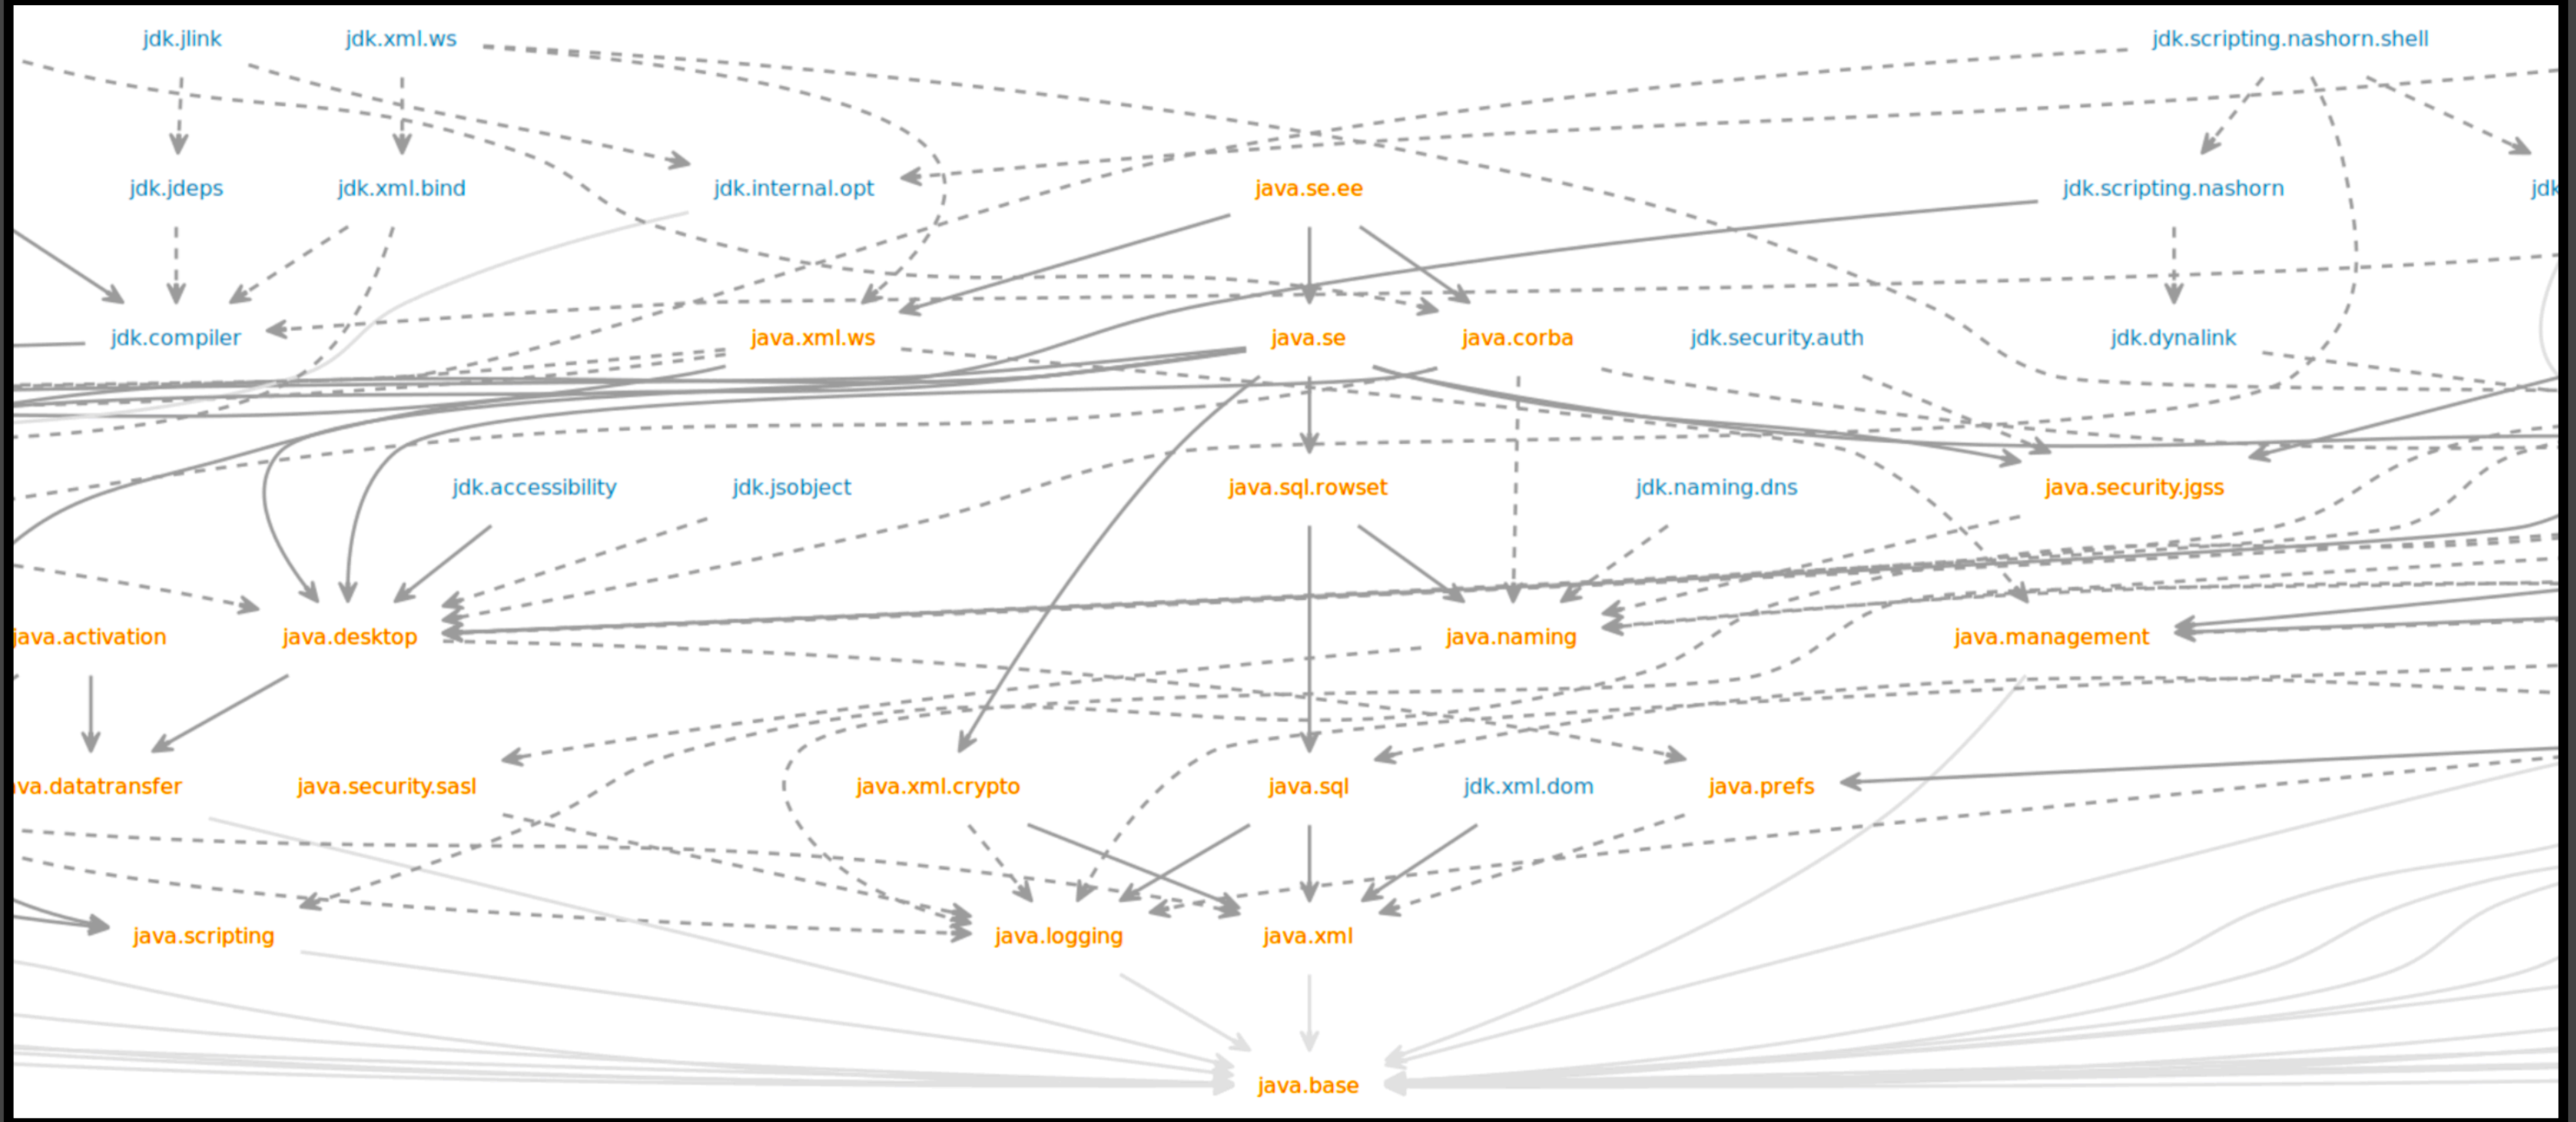 jdk.jlink
jdk.xml.ws
jdk.scripting.nashorn.shell
jdk.jdeps
jdk.xml.bind
jdk.internal.opt
java.se.ee
jdk.scripting.nashorn
jdk
jdk.compiler
java.xml.ws
java.se
java.corba
jdk.security.auth
jdk.dynalink
jdk.accessibility
jdk.jsobject
java.sql.rowset
jdk.naming.dns
java.security.jgss
java.activation
java.desktop
java.naming
java.management
va.datatransfer
java.security.sasl
java.xml.crypto
java.sql
jdk.xml.dom
java.prefs
java.scripting
java.logging
java.xml
java.base